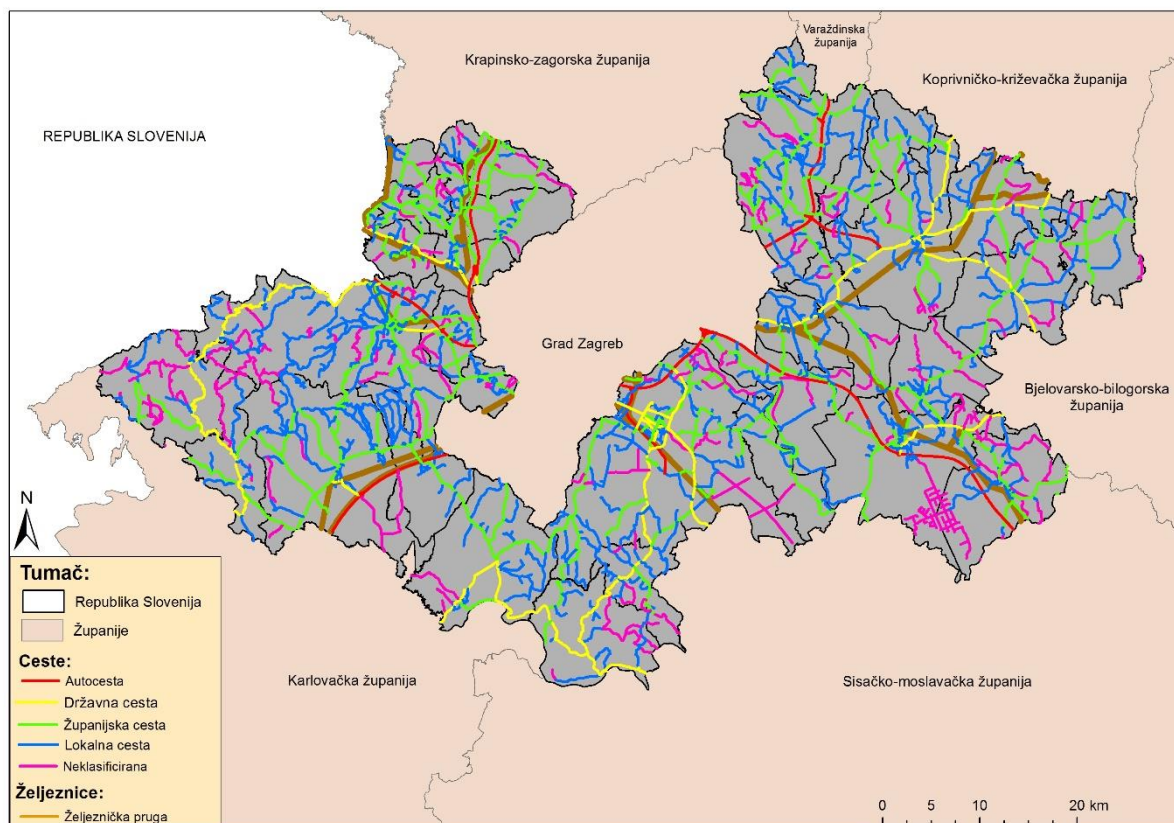 Varaždinska
županija
Krapinsko-zagorska županija
Koprivničko-križevačka županija
REPUBLIKA SLOVENIJA
Grad Zagreb
Bjelovarsko-bilogorska
županija
N
Karlovačka županija
Sisačko-moslavačka županija
Tumač:
Republika Slovenija
Županije
Ceste:
Autocesta
Državna cesta
Županijska cesta
Lokalna cesta
Neklasificirana
Željeznice:
Željeznička pruga
0 5 10 20 km